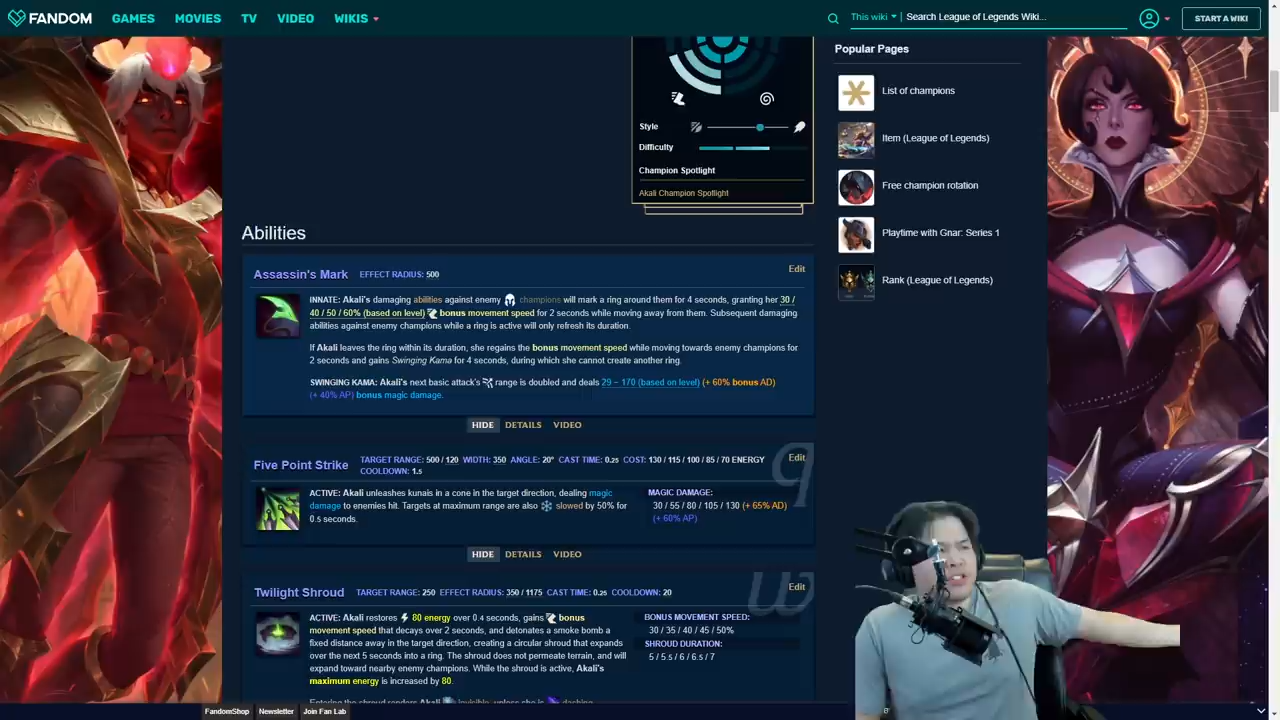 FANDOM
GAMES
MOVIES
TV
VIDEO
WIKIS
This wiki
Search League of Legends Wiki...
START A WIKI
Style
Difficulty
Champion Spotlight
Akali Champion Spotlight
Popular Pages
List of champions
Item (League of Legends)
Free champion rotation
Playtime with Gnar: Series 1
Rank (League of Legends)
Abilities
Assassin's Mark
EFFECT RADIUS: 500
Edit
INNATE: Akali's damaging abilities against enemy champions will mark a ring around them for 4 seconds, granting her 30 /
40 / 50 / 60% (based on level) bonus movement speed for 2 seconds while moving away from them. Subsequent damaging
abilities against enemy champions while a ring is active will only refresh its duration.
If Akali leaves the ring within its duration, she regains the bonus movement speed while moving towards enemy champions for
2 seconds and gains Swinging Kama for 4 seconds, during which she cannot create another ring.
SWINGING KAMA: Akali's next basic attack's range is doubled and deals 29 − 170 (based on level) (+ 60% bonus AD)
(+ 40% AP) bonus magic damage.
HIDE DETAILS VIDEO
q
Five Point Strike
TARGET RANGE: 500 / 120 WIDTH: 350 ANGLE: 20° CAST TIME: 0.25 COST: 130 / 115 / 100 / 85 / 70 ENERGY
COOLDOWN: 1.5
Edit
ACTIVE: Akali unleashes kunais in a cone in the target direction, dealing magic
damage to enemies hit. Targets at maximum range are also slowed by 50% for
0.5 seconds.
MAGIC DAMAGE:
30 / 55 / 80 / 105 / 130 (+ 65% AD)
(+ 60% AP)
HIDE DETAILS VIDEO
w
Twilight Shroud
TARGET RANGE: 250 EFFECT RADIUS: 350 / 1175 CAST TIME: 0.25 COOLDOWN: 20
Edit
ACTIVE: Akali restores 80 energy over 0.4 seconds, gains bonus
movement speed that decays over 2 seconds, and detonates a smoke bomb a
fixed distance away in the target direction, creating a circular shroud that expands
over the next 5 seconds into a ring. The shroud does not permeate terrain, and will
expand toward nearby enemy champions. While the shroud is active, Akali's
maximum energy is increased by 80.
Entering the shroud renders Akali invisible, unless she is dashing
BONUS MOVEMENT SPEED:
30 / 35 / 40 / 45 / 50%
SHROUD DURATION:
5 / 5.5 / 6 / 6.5 / 7
FandomShop
Newsletter
Join Fan Lab